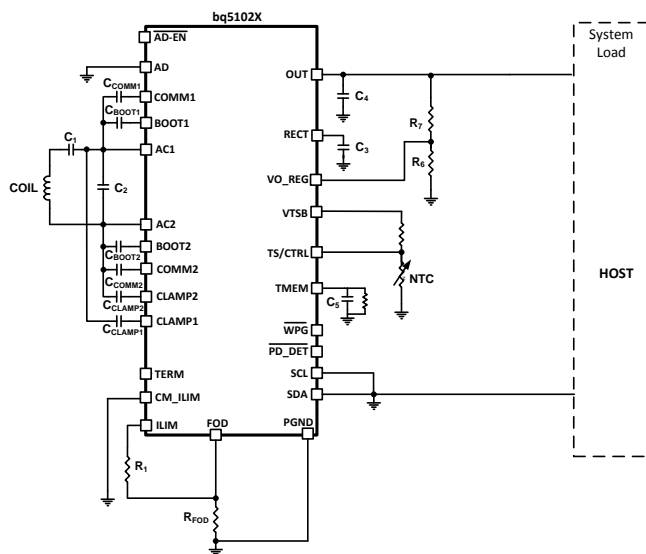 bq5102X
AD-EN
System
Load
AD
OUT
C_COMM1
COMM1
C4
C_BOOT1
BOOT1
R7
C1
RECT
AC1
C3
R6
VO_REG
COIL
C2
VTSB
AC2
BOOT2
TS/CTRL
C_BOOT2
COMM2
NTC
HOST
C_COMM2
CLAMP2
TMEM
C5
C_CLAMP2
CLAMP1
WPG
C_CLAMP1
PD_DET
TERM
SCL
CM_ILIM
SDA
ILIM
FOD
PGND
R1
R_FOD